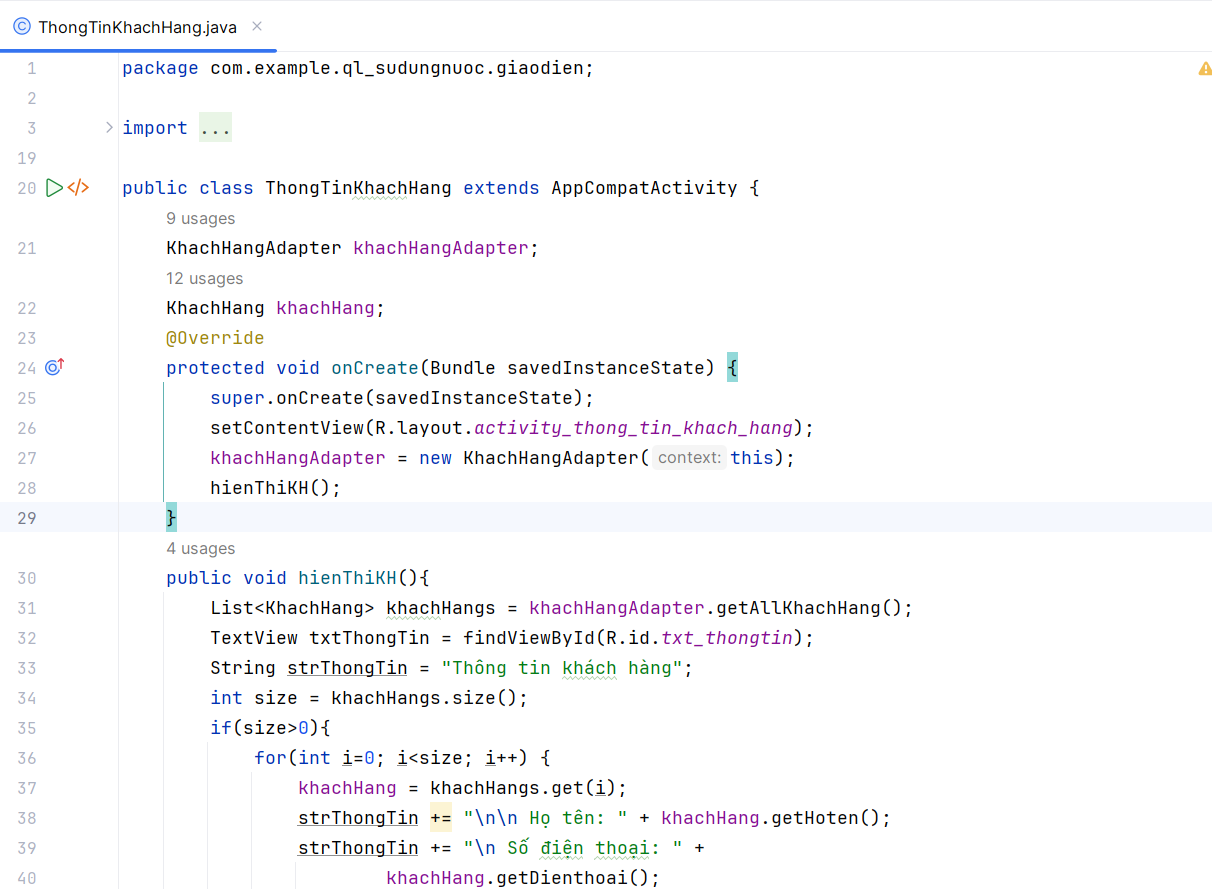 ThongTinKhachHang.java
1 package com.example.ql_sudungnuoc.giaodien;
2
3 import ...
19
20 public class ThongTinKhachHang extends AppCompatActivity {
9 usages
21 KhachHangAdapter khachHangAdapter;
12 usages
22 KhachHang khachHang;
23 @Override
24 protected void onCreate(Bundle savedInstanceState) {
25 super.onCreate(savedInstanceState);
26 setContentView(R.layout.activity_thong_tin_khach_hang);
27 khachHangAdapter = new KhachHangAdapter( context: this);
28 hienThiKH();
29 }
4 usages
30 public void hienThiKH(){
31 List<KhachHang> khachHangs = khachHangAdapter.getAllKhachHang();
32 TextView txtThongTin = findViewById(R.id.txt_thongtin);
33 String strThongTin = "Thông tin khách hàng";
34 int size = khachHangs.size();
35 if(size>0){
36 for(int i=0; i<size; i++) {
37 khachHang = khachHangs.get(i);
38 strThongTin += "\n\n Họ tên: " + khachHang.getHoten();
39 strThongTin += "\n Số điện thoại: " +
40 khachHang.getDienthoai();